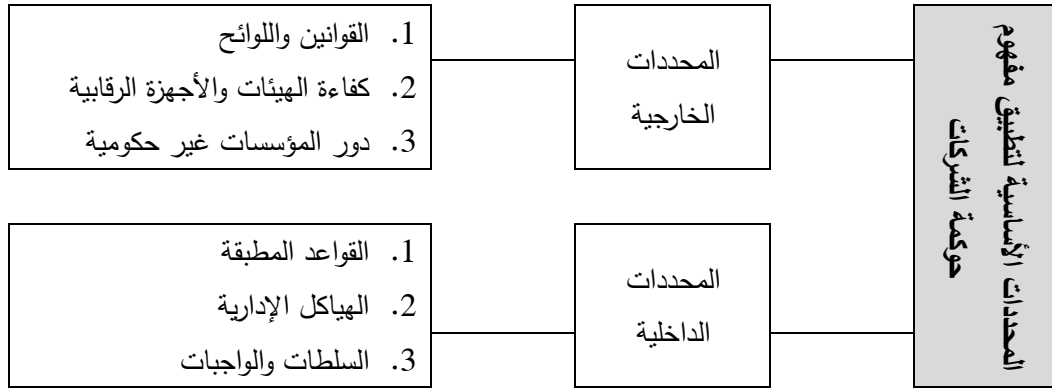 المحددات الأساسية لتطبيق مفهوم
حوكمة الشركات
المحددات
الخارجية
1. القوانين واللوائح
2. كفاءة الهيئات والأجهزة الرقابية
3. دور المؤسسات غير حكومية
المحددات
الداخلية
1. القواعد المطبقة
2. الهياكل الإدارية
3. السلطات والواجبات